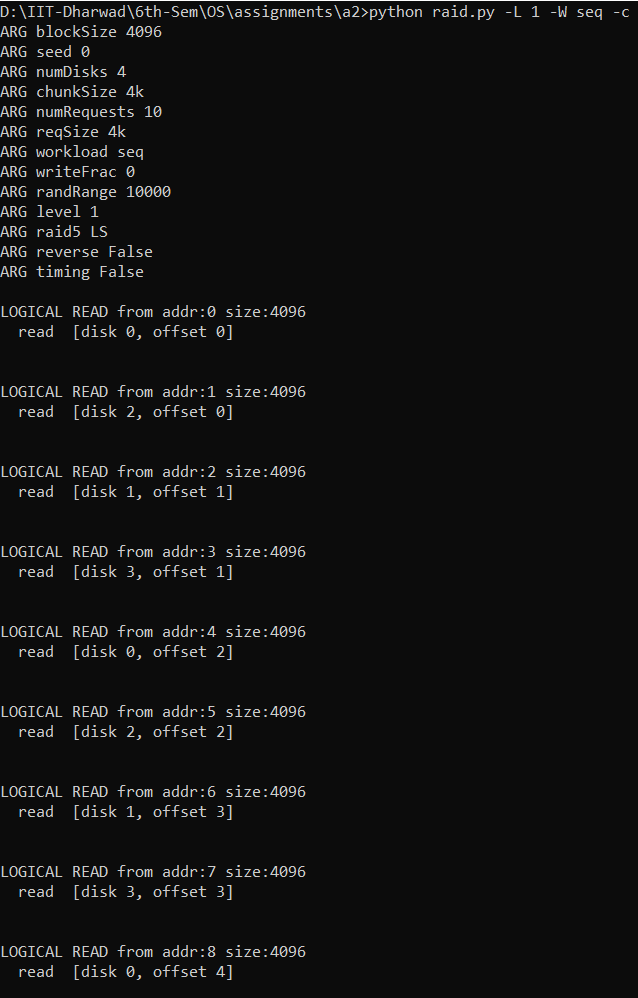 D:\IIT-Dharwad\6th-Sem\OS\assignments\a2>python raid.py -L 1 -W seq -c
ARG blockSize 4096
ARG seed 0
ARG numDisks 4
ARG chunkSize 4k
ARG numRequests 10
ARG reqSize 4k
ARG workload seq
ARG writeFrac 0
ARG randRange 10000
ARG level 1
ARG raid5 LS
ARG reverse False
ARG timing False
LOGICAL READ from addr:0 size:4096
read [disk 0, offset 0]
LOGICAL READ from addr:1 size:4096
read [disk 2, offset 0]
LOGICAL READ from addr:2 size:4096
read [disk 1, offset 1]
LOGICAL READ from addr:3 size:4096
read [disk 3, offset 1]
LOGICAL READ from addr:4 size:4096
read [disk 0, offset 2]
LOGICAL READ from addr:5 size:4096
read [disk 2, offset 2]
LOGICAL READ from addr:6 size:4096
read [disk 1, offset 3]
LOGICAL READ from addr:7 size:4096
read [disk 3, offset 3]
LOGICAL READ from addr:8 size:4096
read [disk 0, offset 4]